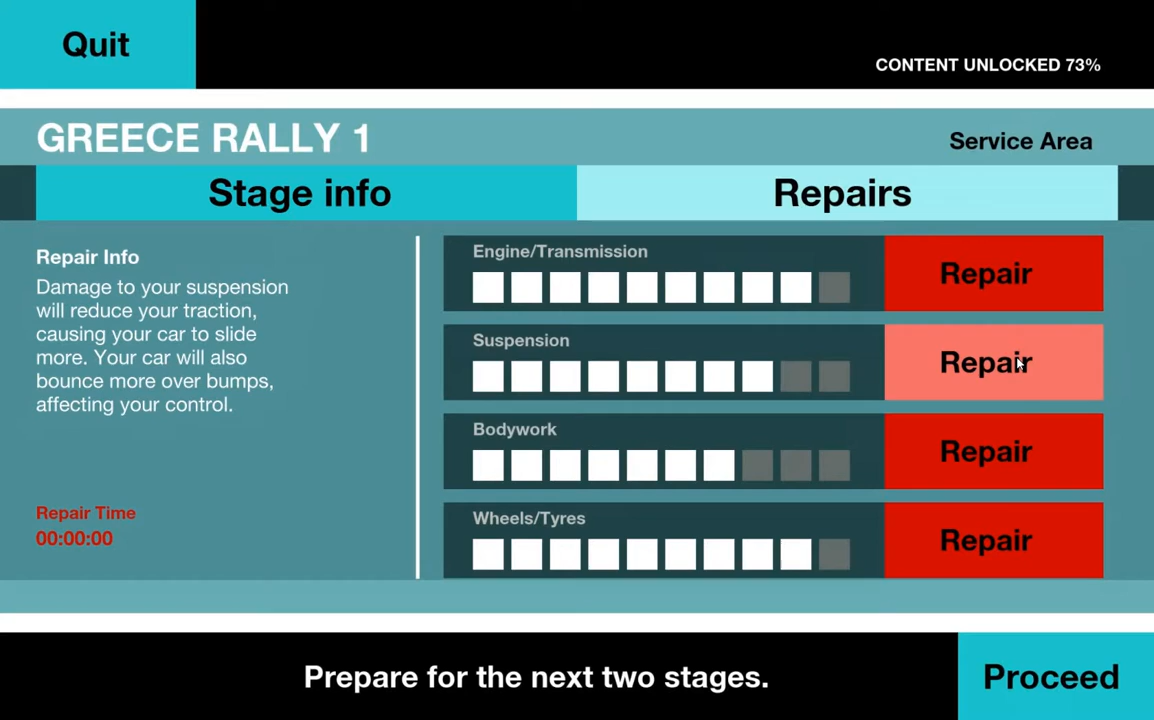 Quit
CONTENT UNLOCKED 73%
GREECE RALLY 1
Service Area
Stage info
Repairs
Repair Info
Damage to your suspension
will reduce your traction,
causing your car to slide
more. Your car will also
bounce more over bumps,
affecting your control.
Repair Time
00:00:00
Engine/Transmission
Repair
Suspension
Repair
Bodywork
Repair
Wheels/Tyres
Repair
Prepare for the next two stages.
Proceed